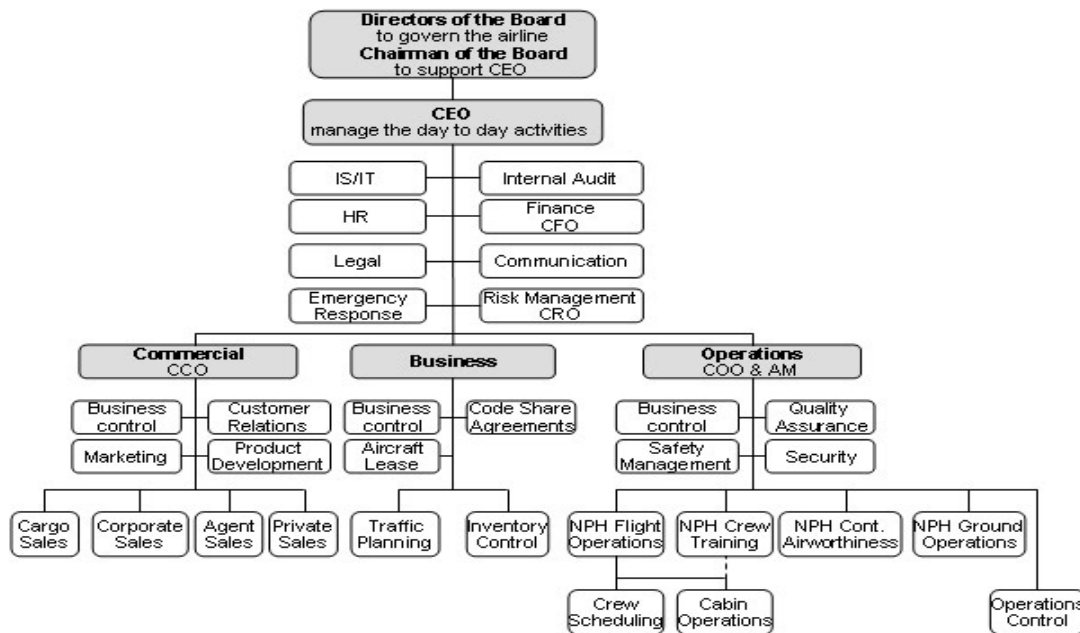 Directors of the Board
to govern the airline
Chairman of the Board
to support CEO
CEO
manage the day to day activities
IS/IT
Internal Audit
HR
Finance
CFO
Legal
Communication
Emergency
Response
Risk Management
CRO
Commercial
CCO
Business
Operations
COO & AM
Business
control
Customer
Relations
Marketing
Product
Development
Business
control
Code Share
Agreements
Aircraft
Lease
Business
control
Quality
Assurance
Safety
Management
Security
Cargo
Sales
Corporate
Sales
Agent
Sales
Private
Sales
Traffic
Planning
Inventory
Control
NPH Flight
Operations
NPH Crew
Training
NPH Cont.
Airworthiness
NPH Ground
Operations
Crew
Scheduling
Cabin
Operations
Operations
Control